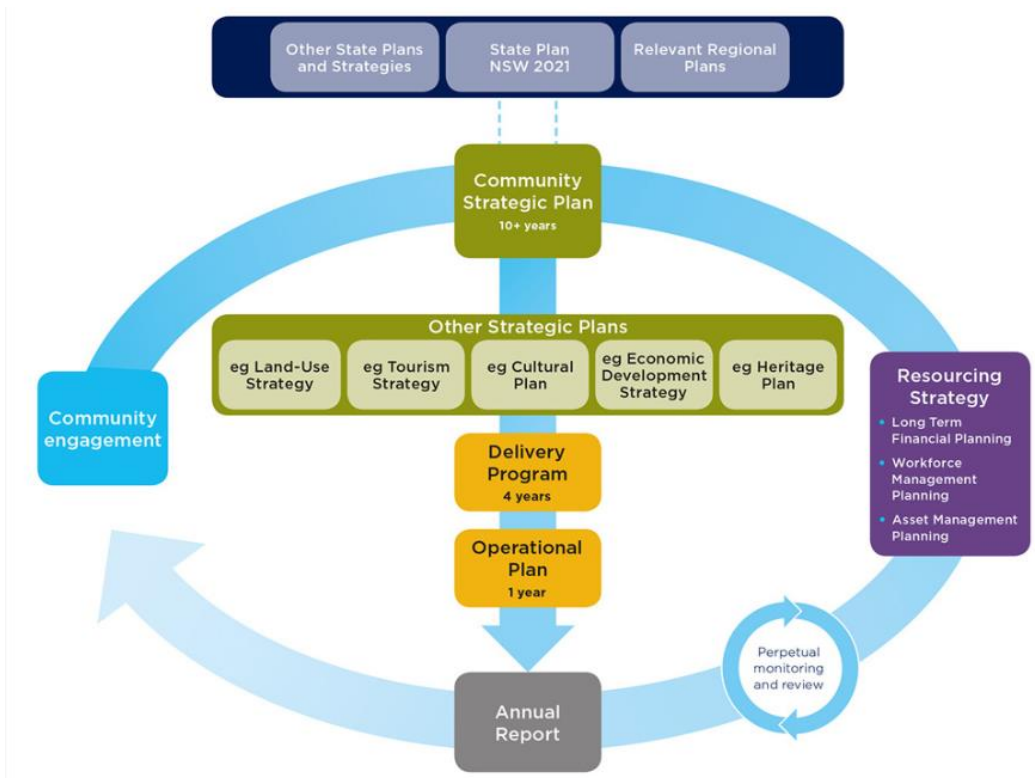 Other State Plans
and Strategies
State Plan
NSW 2021
Relevant Regional
Plans
Community
Strategic Plan
10+ years
Other Strategic Plans
eg Land-Use
Strategy
eg Tourism
Strategy
eg Cultural
Plan
eg Economic
Development
Strategy
eg Heritage
Plan
Community
engagement
Resourcing
Strategy
• Long Term
Financial Planning
• Workforce
Management
Planning
• Asset Management
Planning
Delivery
Program
4 years
Operational
Plan
1 year
Perpetual
monitoring
and review
Annual
Report